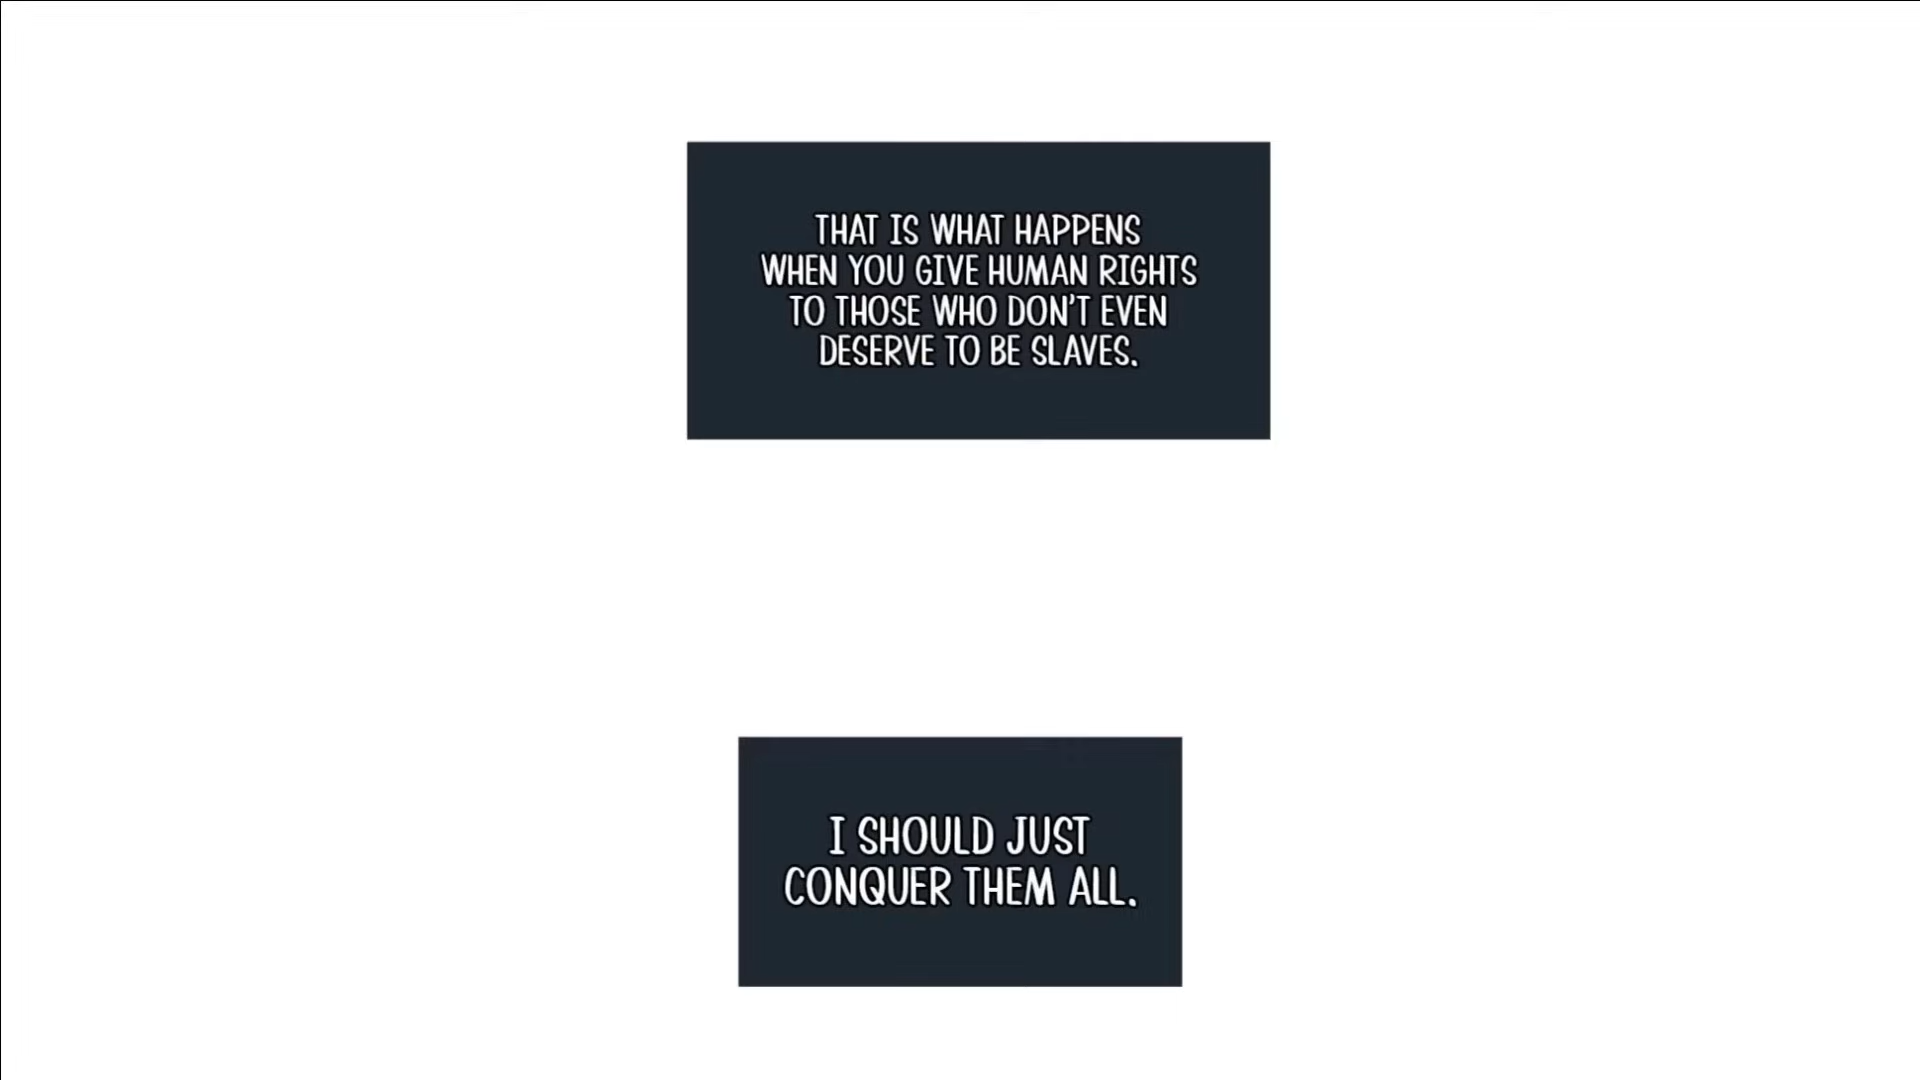 THAT IS WHAT HAPPENS
WHEN YOU GIVE HUMAN RIGHTS
TO THOSE WHO DON'T EVEN
DESERVE TO BE SLAVES.
I SHOULD JUST
CONQUER THEM ALL.